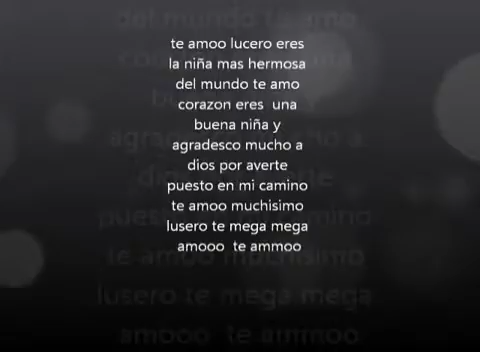 te amoo lucero eres
la niña mas hermosa
del mundo te amo
corazon eres una
buena niña y
agradesco mucho a
dios por averte
puesto en mi camino
te amoo muchisimo
lusero te mega mega
amooo te ammoo